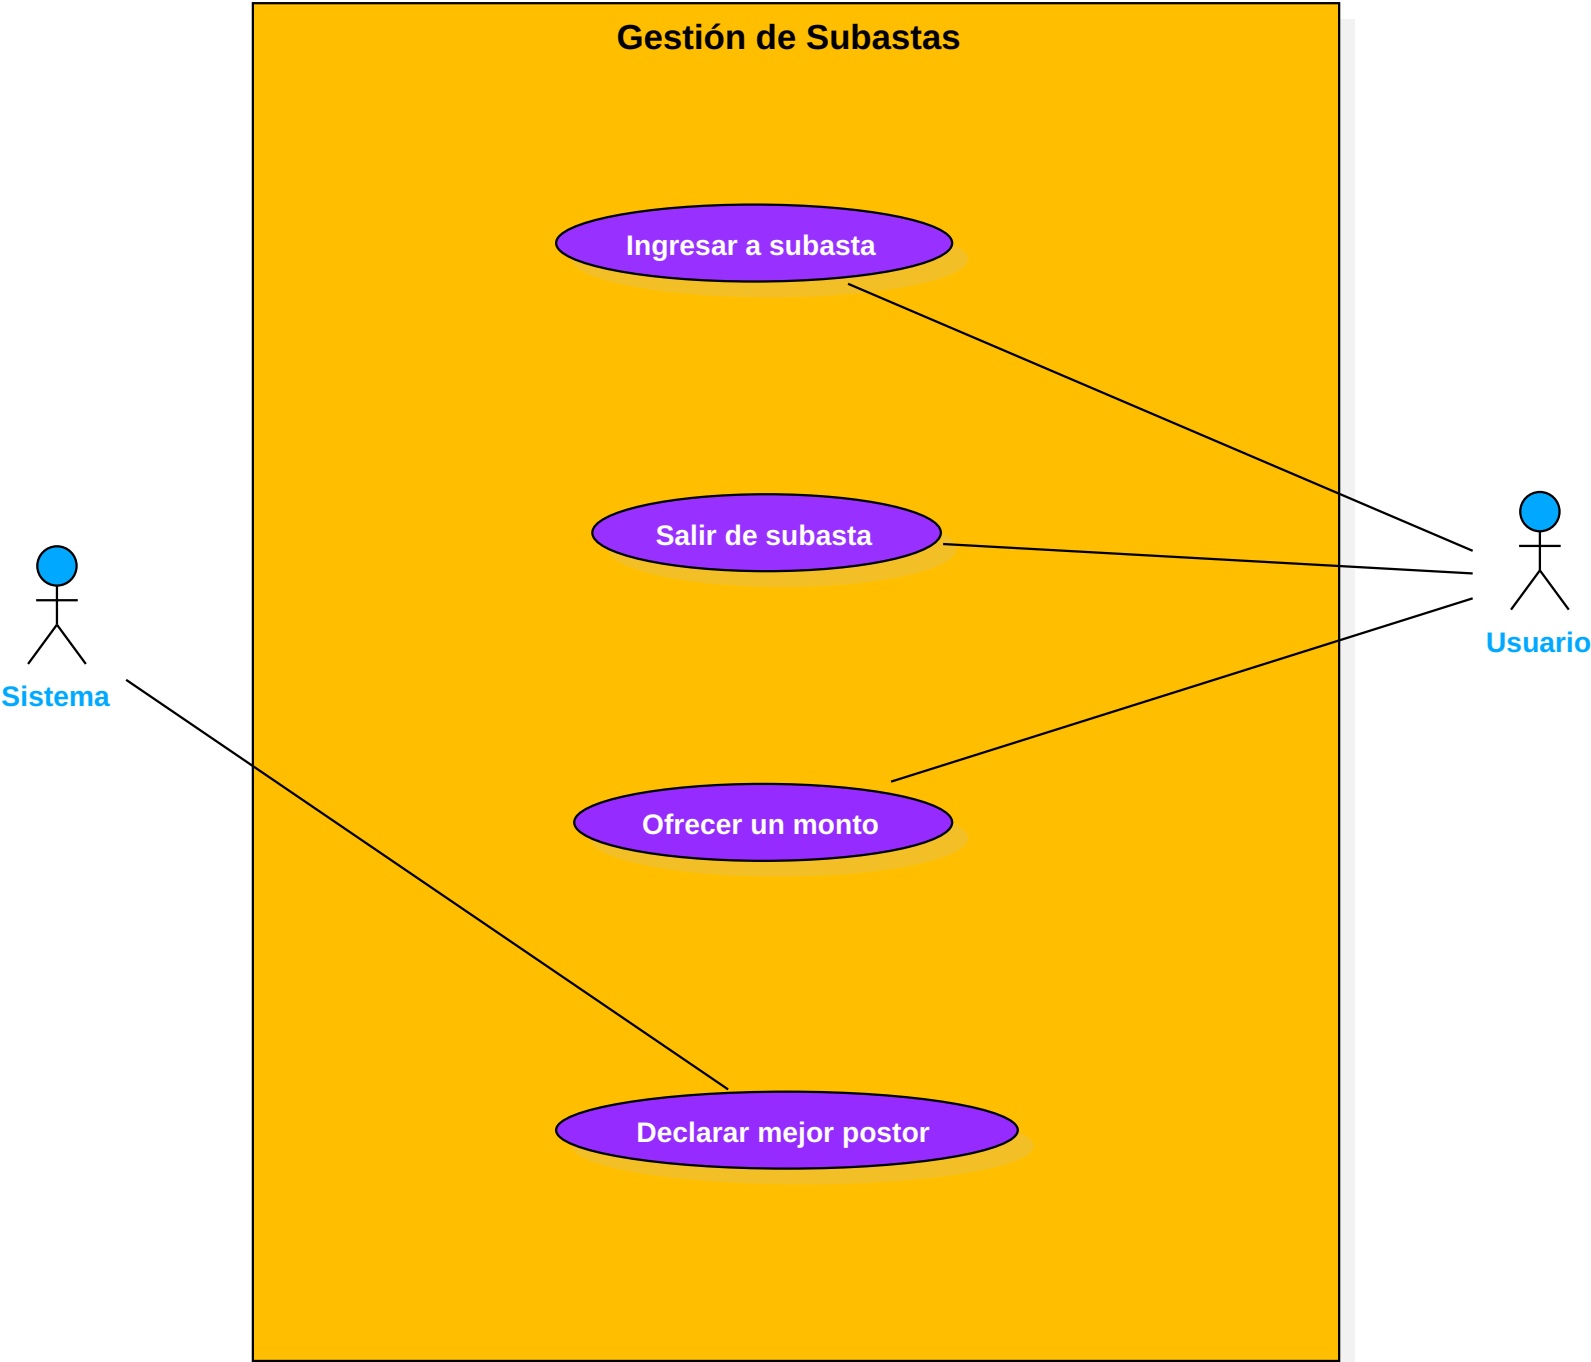 Gestión de Subastas
Ingresar a subasta
Salir de subasta
Sistema
Usuario
Ofrecer un monto
Declarar mejor postor